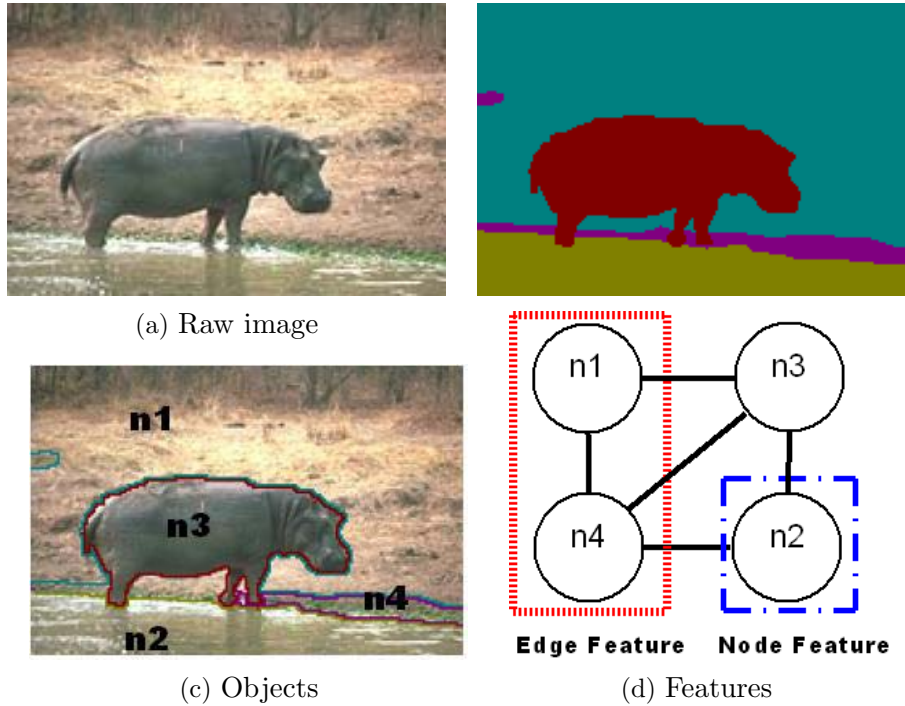 (a) Raw image
n1
n3
n4
n2
(c) Objects
n1
n3
n4
n2
Edge Feature
Node Feature
(d) Features